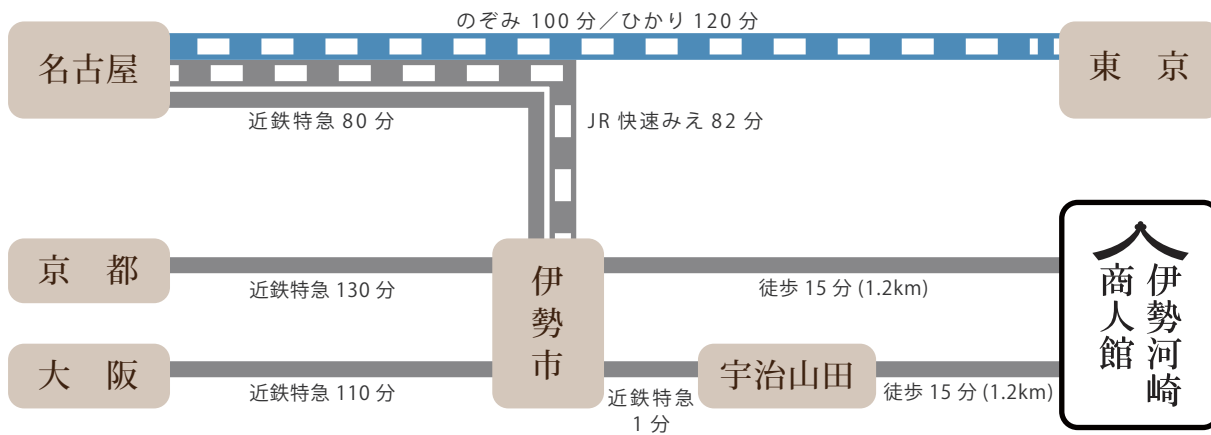 のぞみ 100 分／ひかり 120 分
名古屋
東 京
近鉄特急 80 分
JR 快速みえ 82 分
京 都
近鉄特急 130 分
伊勢市
徒歩 15 分 (1.2km)
伊勢河崎
商人館
大 阪
近鉄特急 110 分
近鉄特急
1 分
宇治山田
徒歩 15 分 (1.2km)